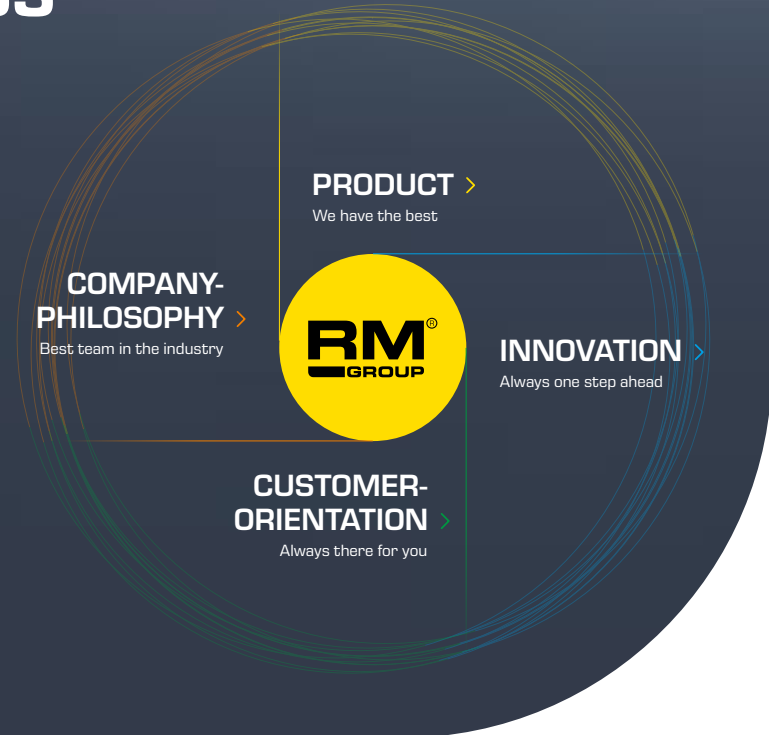 PRODUCT
We have the best
COMPANY-
PHILOSOPHY
Best team in the industry
RM®
GROUP
INNOVATION
Always one step ahead
CUSTOMER-
ORIENTATION
Always there for you